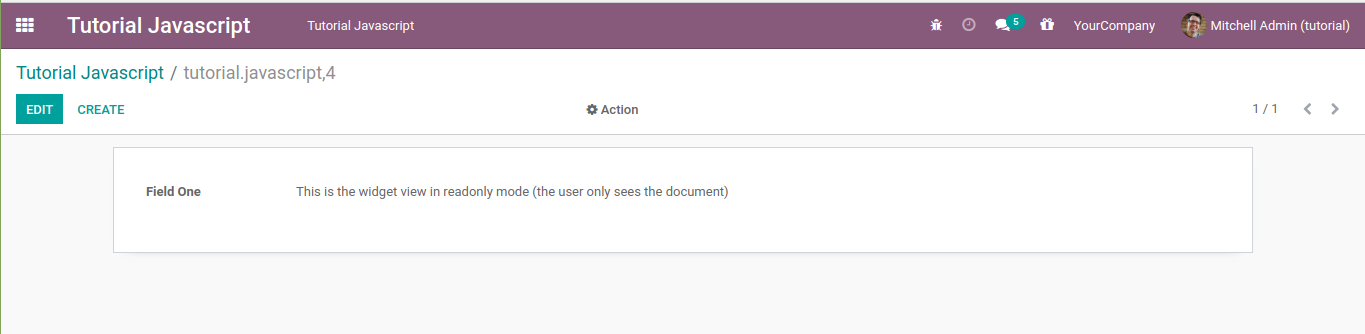 Tutorial Javascript Tutorial Javascript 5 YourCompany Mitchell Admin (tutorial)
Tutorial Javascript / tutorial.javascript,4
EDIT CREATE Action 1 / 1
Field One This is the widget view in readonly mode (the user only sees the document)